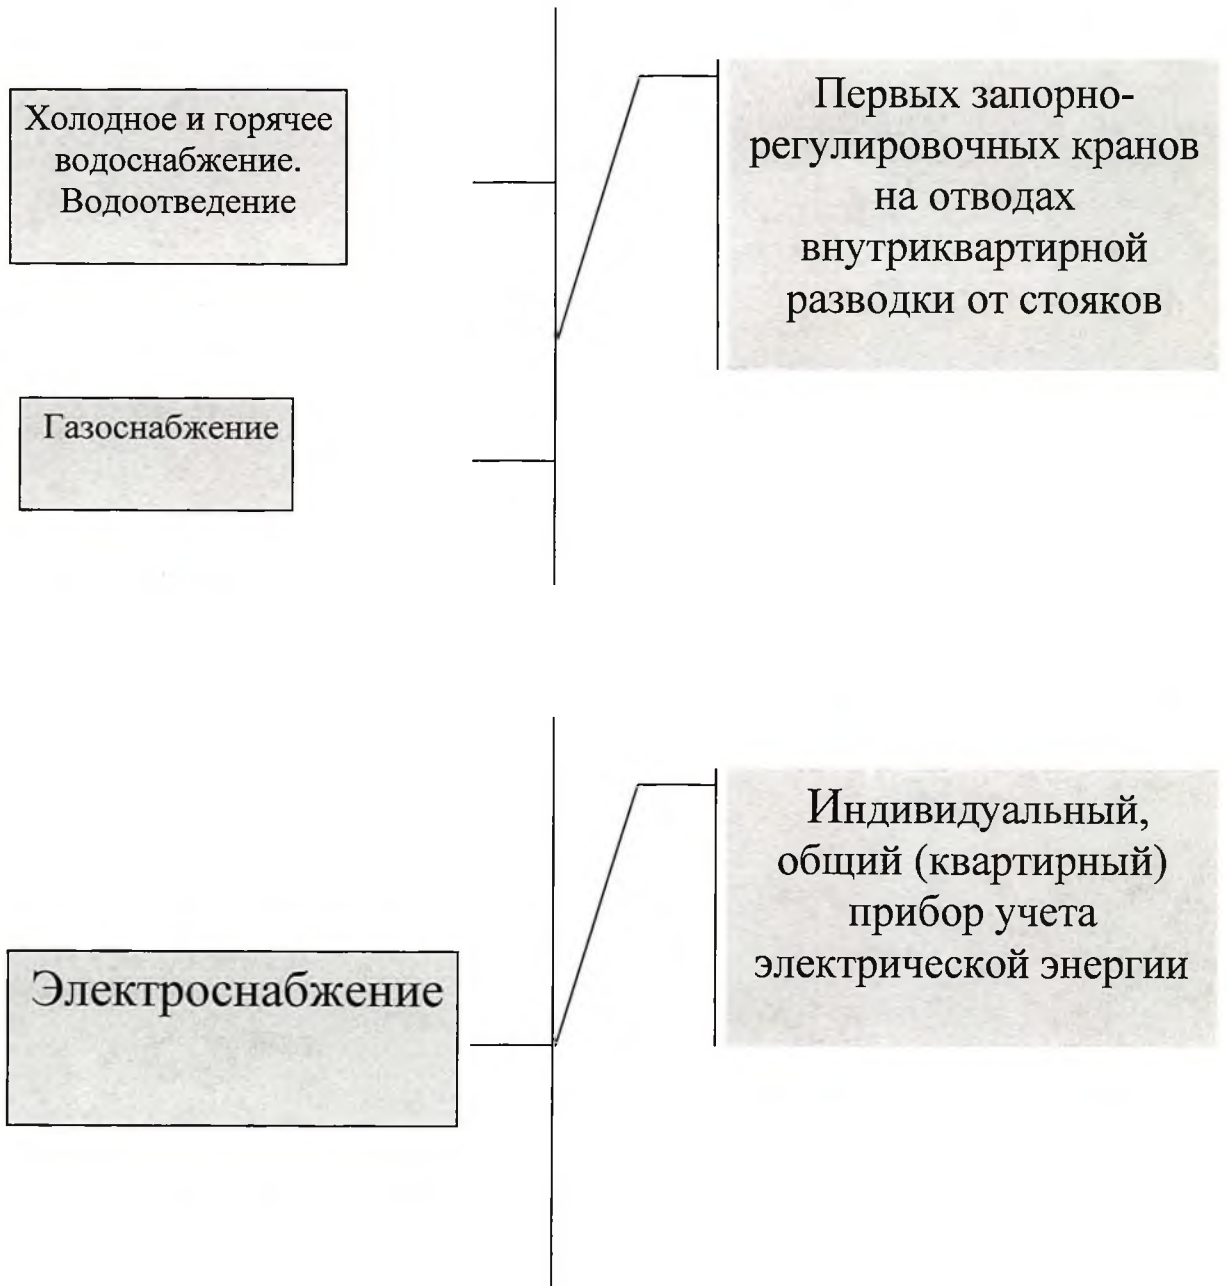 Холодное и горячее
водоснабжение.
Водоотведение
Первых запорно-
регулировочных кранов
на отводах
внутриквартирной
разводки от стояков
Газоснабжение
Индивидуальный,
общий (квартирный)
прибор учета
электрической энергии
Электроснабжение